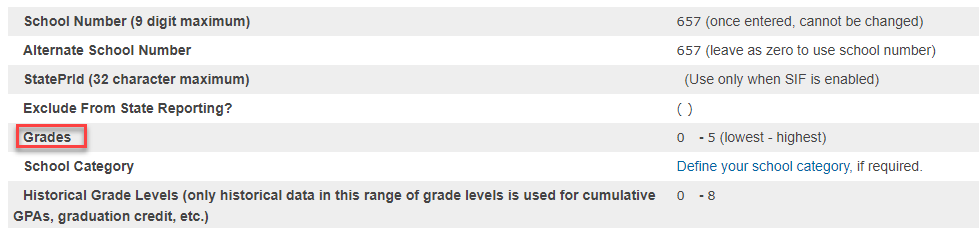 School Number (9 digit maximum) 657 (once entered, cannot be changed)
Alternate School Number 657 (leave as zero to use school number)
StatePrId (32 character maximum) (Use only when SIF is enabled)
Exclude From State Reporting? ( )
Grades 0 - 5 (lowest - highest)
School Category Define your school category, if required.
Historical Grade Levels (only historical data in this range of grade levels is used for cumulative 0 - 8
GPAs, graduation credit, etc.)